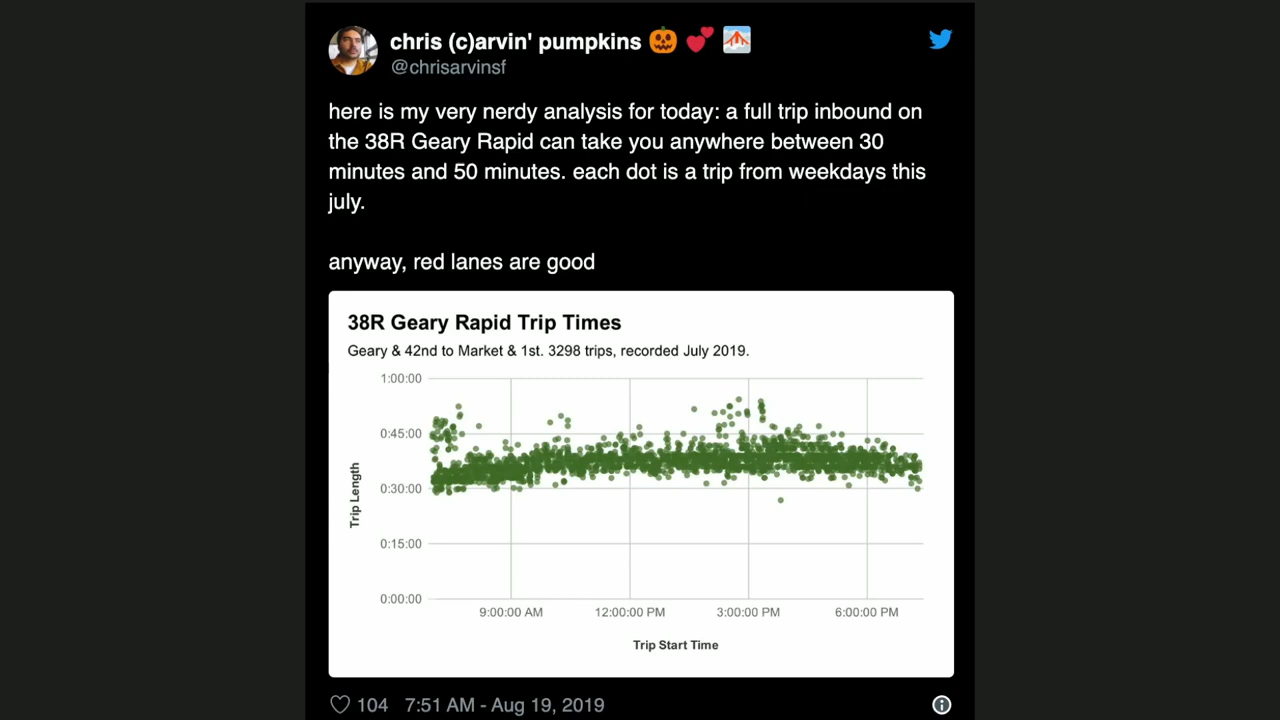 chris (c)arvin' pumpkins 🎃 💕 🌁
@chrisarvinsf
here is my very nerdy analysis for today: a full trip inbound on
the 38R Geary Rapid can take you anywhere between 30
minutes and 50 minutes. each dot is a trip from weekdays this
july.
anyway, red lanes are good
38R Geary Rapid Trip Times
Geary & 42nd to Market & 1st. 3298 trips, recorded July 2019.
1:00:00
0:45:00
0:30:00
0:15:00
0:00:00
Trip Length
9:00:00 AM 12:00:00 PM 3:00:00 PM 6:00:00 PM
Trip Start Time
104 7:51 AM - Aug 19, 2019